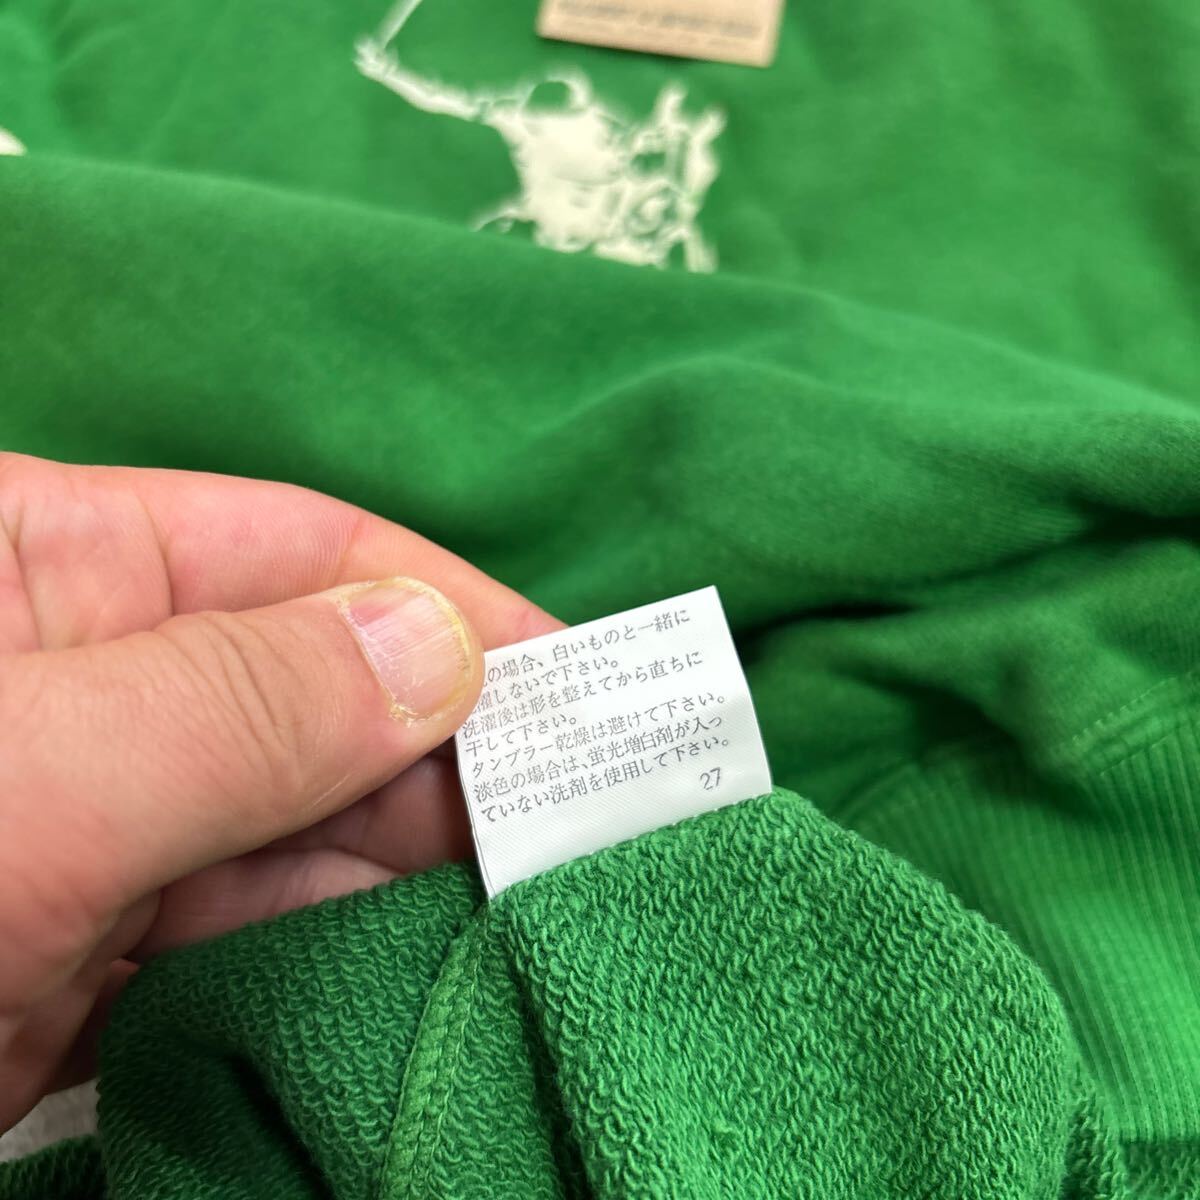 の場合、白いものと一緒に
濯しないで下さい。
洗濯後は形を整えてから直ちに
干して下さい。
タンブラー乾燥は避けて下さい。
淡色の場合は、蛍光増白剤が入っ
ていない洗剤を使用して下さい。
27